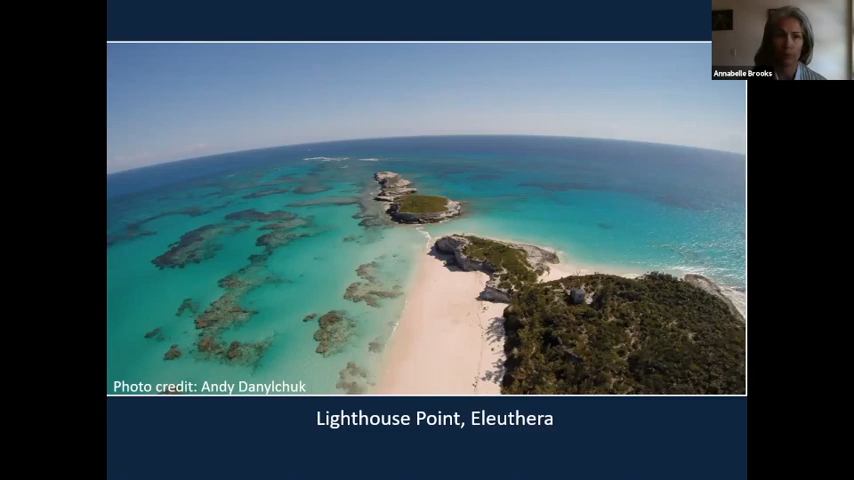 Annabelle Brooks
Photo credit: Andy Danylchuk
Lighthouse Point, Eleuthera